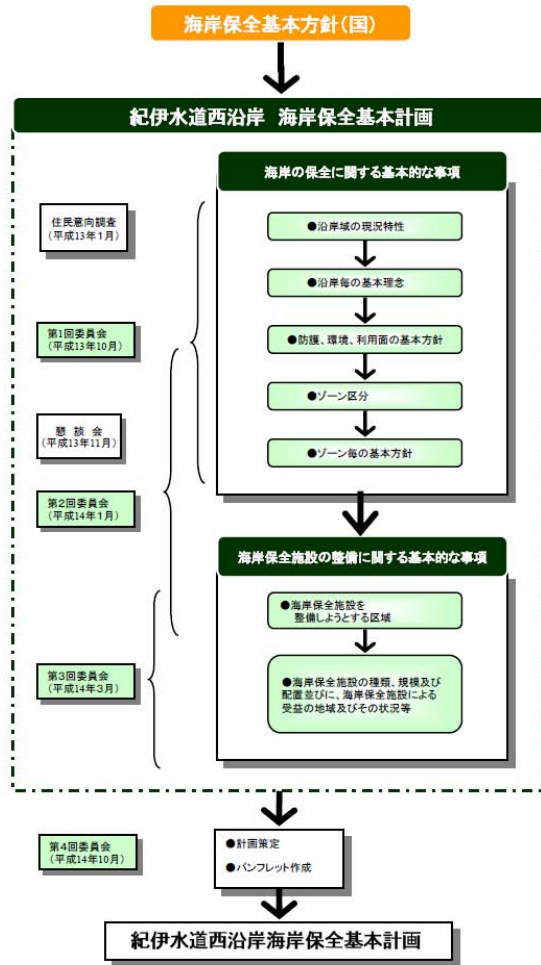 海岸保全基本方針(国)
紀伊水道西沿岸 海岸保全基本計画
海岸の保全に関する基本的な事項
住民意向調査
(平成13年1月)
●沿岸域の現況特性
●沿岸毎の基本理念
第1回委員会
(平成13年10月)
●防護、環境、利用面の基本方針
●ゾーン区分
懇 談 会
(平成13年11月)
●ゾーン毎の基本方針
第2回委員会
(平成14年1月)
海岸保全施設の整備に関する基本的な事項
●海岸保全施設を
整備しようとする区域
第3回委員会
(平成14年3月)
●海岸保全施設の種類、規模及び
配置並びに、海岸保全施設による
受益の地域及びその状況等
第4回委員会
(平成14年10月)
●計画策定
●パンフレット作成
紀伊水道西沿岸海岸保全基本計画